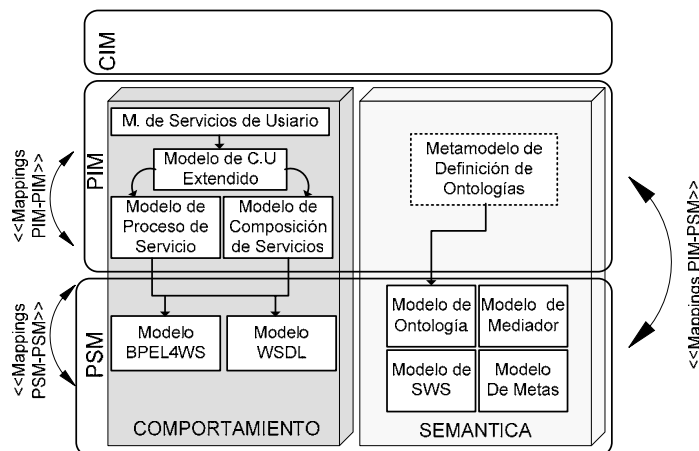 CIM
PIM
M. de Servicios de Usiario
Modelo de C.U
Extendido
Modelo de
Proceso de
Servicio
Modelo de
Composición
de Servicios
Metamodelo de
Definición de
Ontologías
<<Mappings
PIM-PIM>>
<<Mappings PIM-PSM>>
PSM
<<Mappings
PSM-PSM>>
Modelo
BPEL4WS
Modelo
WSDL
Modelo de
Ontología
Modelo de
Mediador
Modelo de
SWS
Modelo
De Metas
COMPORTAMIENTO
SEMANTICA